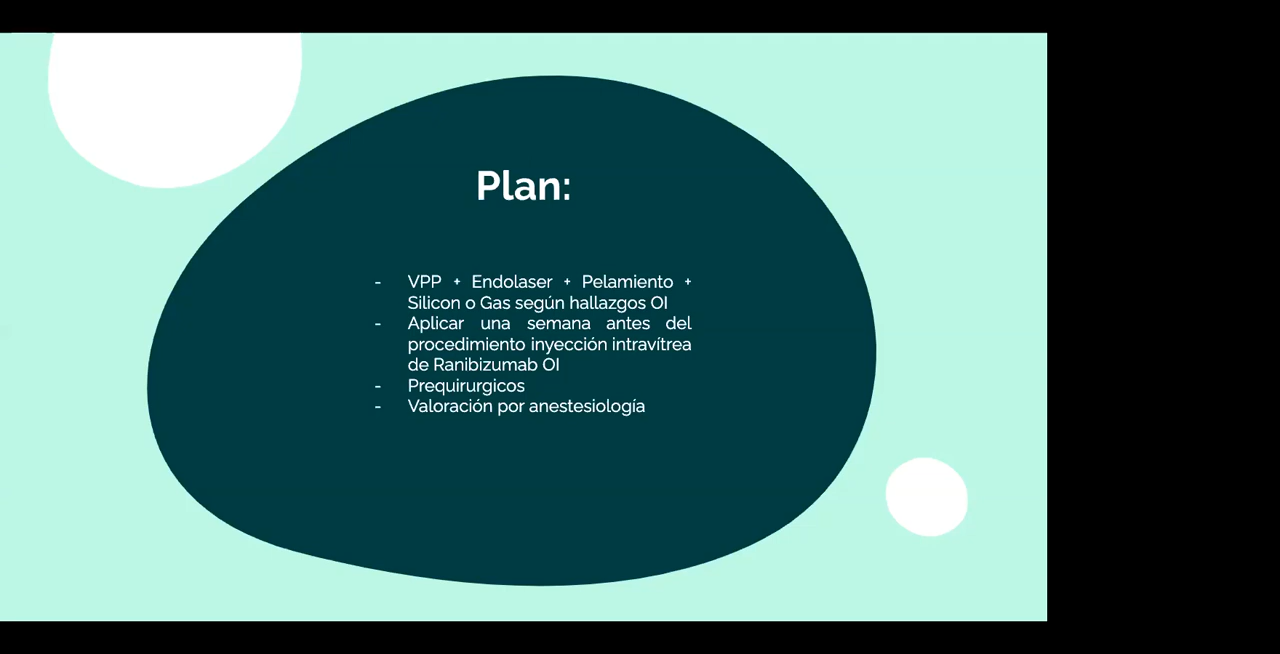 Plan:
- VPP + Endolaser + Pelamiento +
Silicon o Gas según hallazgos OI
- Aplicar una semana antes del
procedimiento inyección intravítrea
de Ranibizumab OI
- Prequirurgicos
- Valoración por anestesiología